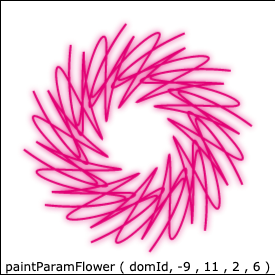 paintParamFlower ( domId, -9 , 11 , 2 , 6 )